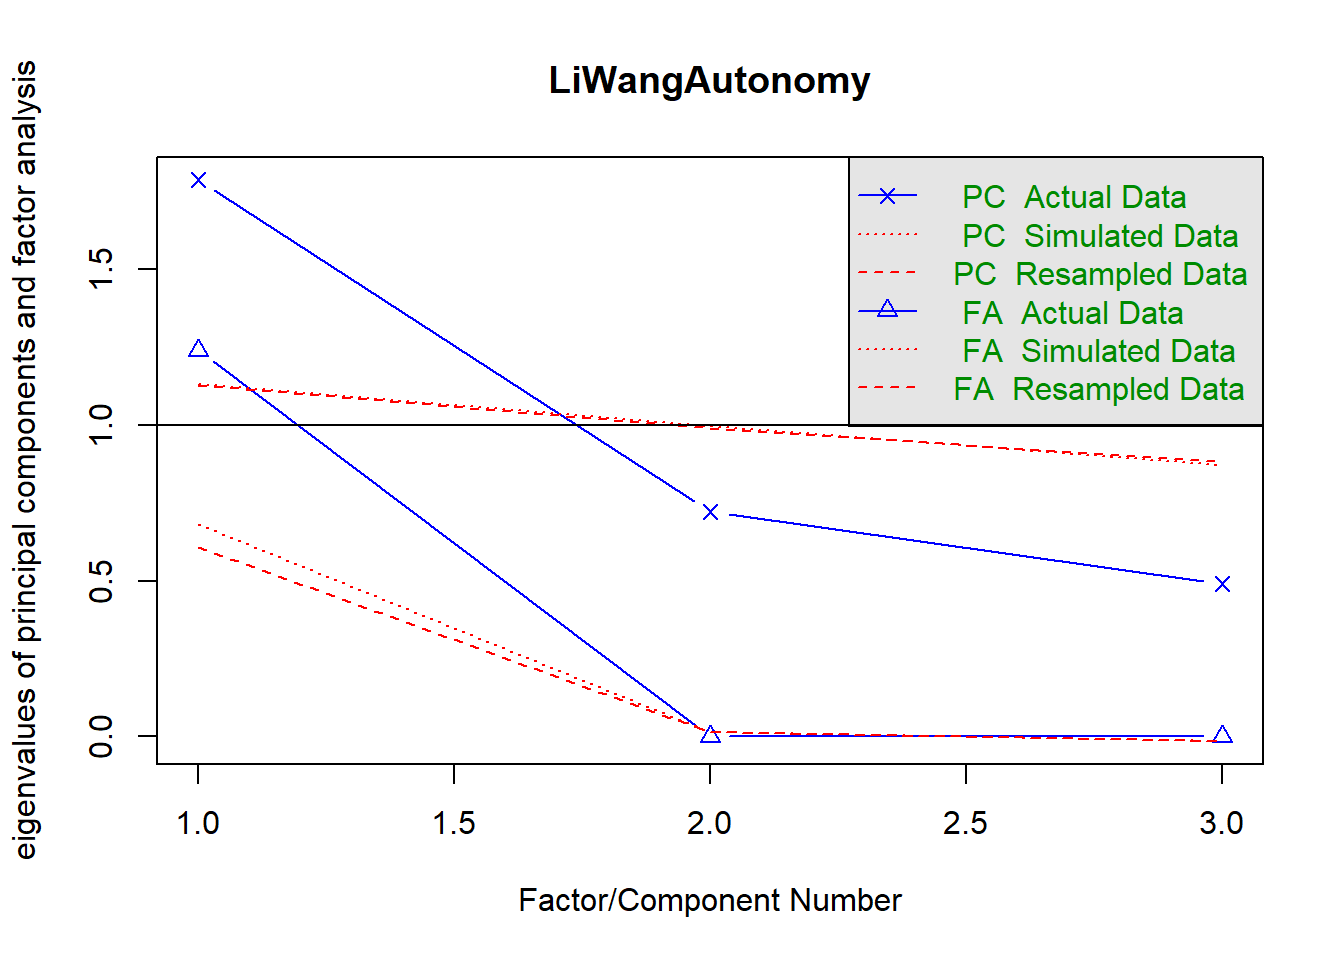 LiWangAutonomy
eigenvalues of principal components and factor analysis
1.5
1.0
0.5
0.0
PC Actual Data
PC Simulated Data
PC Resampled Data
FA Actual Data
FA Simulated Data
FA Resampled Data
1.0 1.5 2.0 2.5 3.0
Factor/Component Number